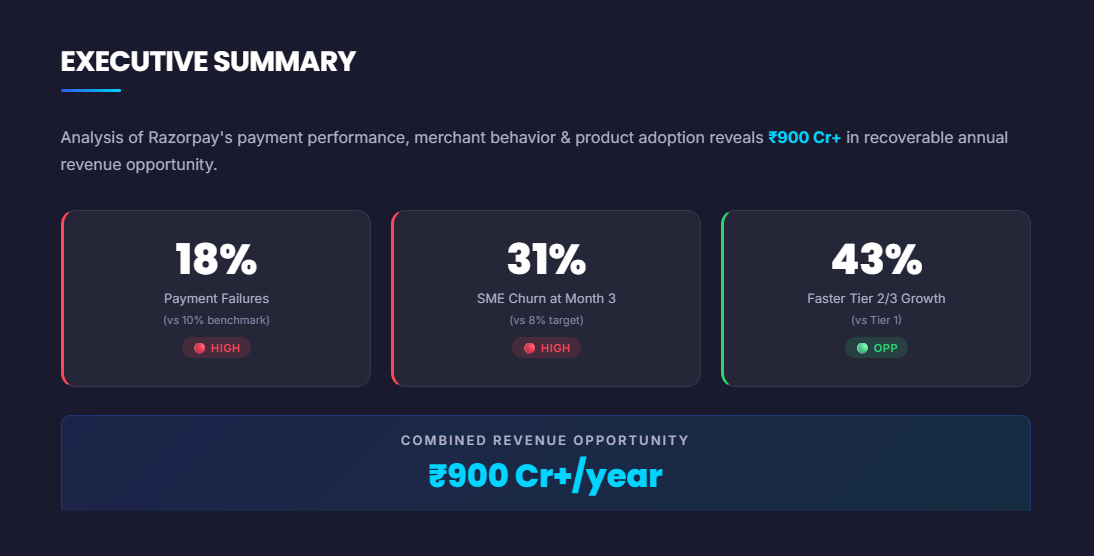 EXECUTIVE SUMMARY
Analysis of Razorpay's payment performance, merchant behavior & product adoption reveals ₹900 Cr+ in recoverable annual
revenue opportunity.
18%
Payment Failures
(vs 10% benchmark)
HIGH
31%
SME Churn at Month 3
(vs 8% target)
HIGH
43%
Faster Tier 2/3 Growth
(vs Tier 1)
OPP
COMBINED REVENUE OPPORTUNITY
₹900 Cr+/year